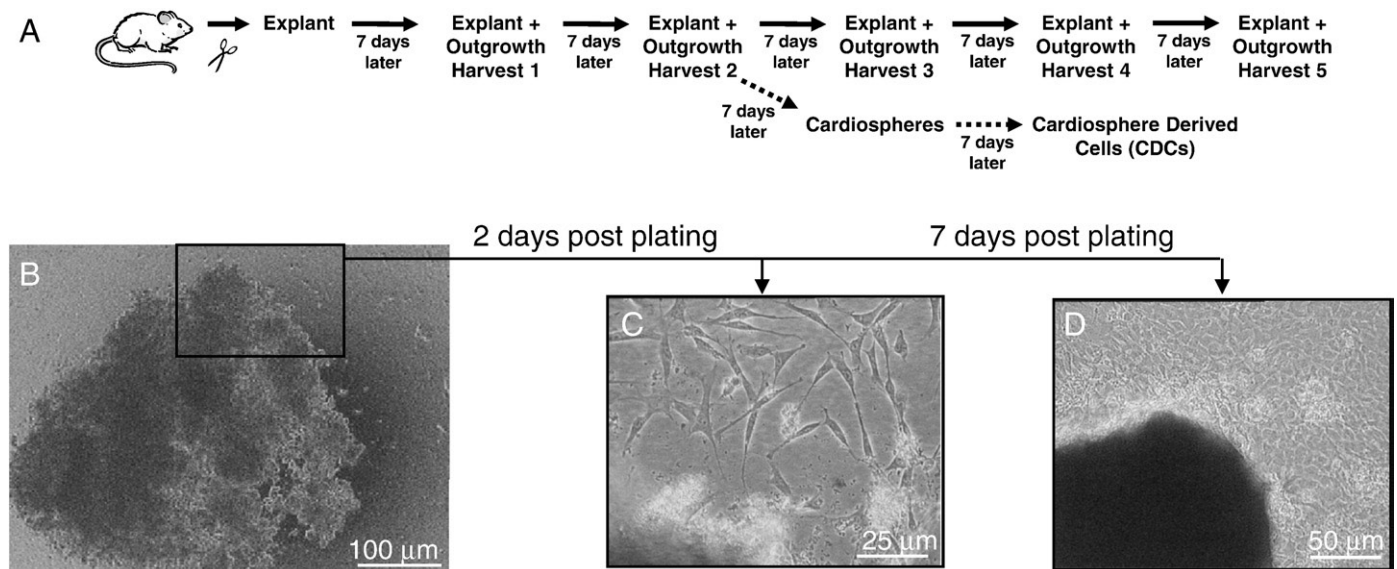 A
Explant
7 days
later
Explant +
Outgrowth
Harvest 1
7 days
later
Explant +
Outgrowth
Harvest 2
7 days
later
Explant +
Outgrowth
Harvest 3
7 days
later
Explant +
Outgrowth
Harvest 4
7 days
later
Explant +
Outgrowth
Harvest 5
7 days
later
Cardiospheres
7 days
later
Cardiosphere Derived
Cells (CDCs)
2 days post plating
7 days post plating
B
100 μm
C
25 μm
D
50 μm